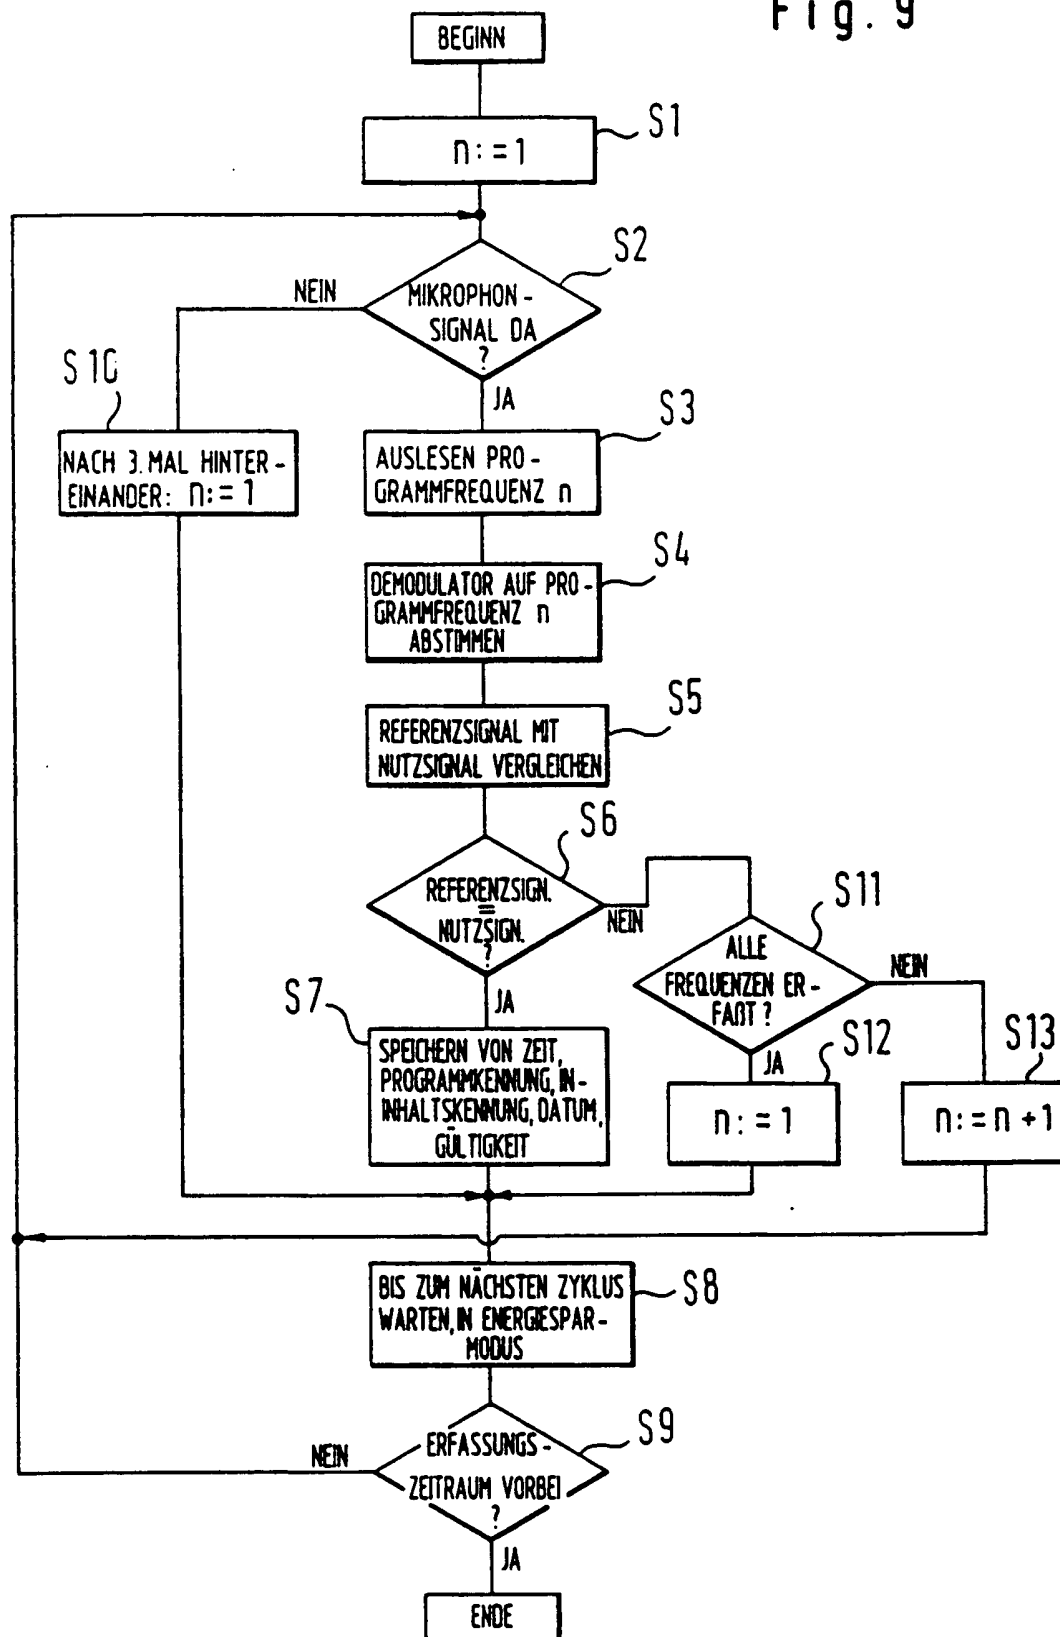 Fig. 9
BEGINN
S1
n:=1
S2
NEIN
MIKROPHON-
SIGNAL DA
?
JA
S10
NACH 3. MAL HINTER-
EINANDER: n:=1
S3
AUSLESEN PRO-
GRAMMFREQUENZ n
S4
DEMODULATOR AUF PRO-
GRAMMFREQUENZ n
ABSTIMMEN
S5
REFERENZSIGNAL MIT
NUTZSIGNAL VERGLEICHEN
S6
REFERENZSIGN.
=
NUTZSIGN.
?
NEIN
JA
S11
ALLE
FREQUENZEN ER-
FAßT ?
NEIN
JA
S7
SPEICHERN VON ZEIT,
PROGRAMMKENNUNG, IN-
INHALTSKENNUNG, DATUM,
GÜLTIGKEIT
S12
n:=1
S13
n:=n+1
S8
BIS ZUM NÄCHSTEN ZYKLUS
WARTEN, IN ENERGIESPAR-
MODUS
S9
NEIN
ERFASSUNGS-
ZEITRAUM VORBEI
?
JA
ENDE